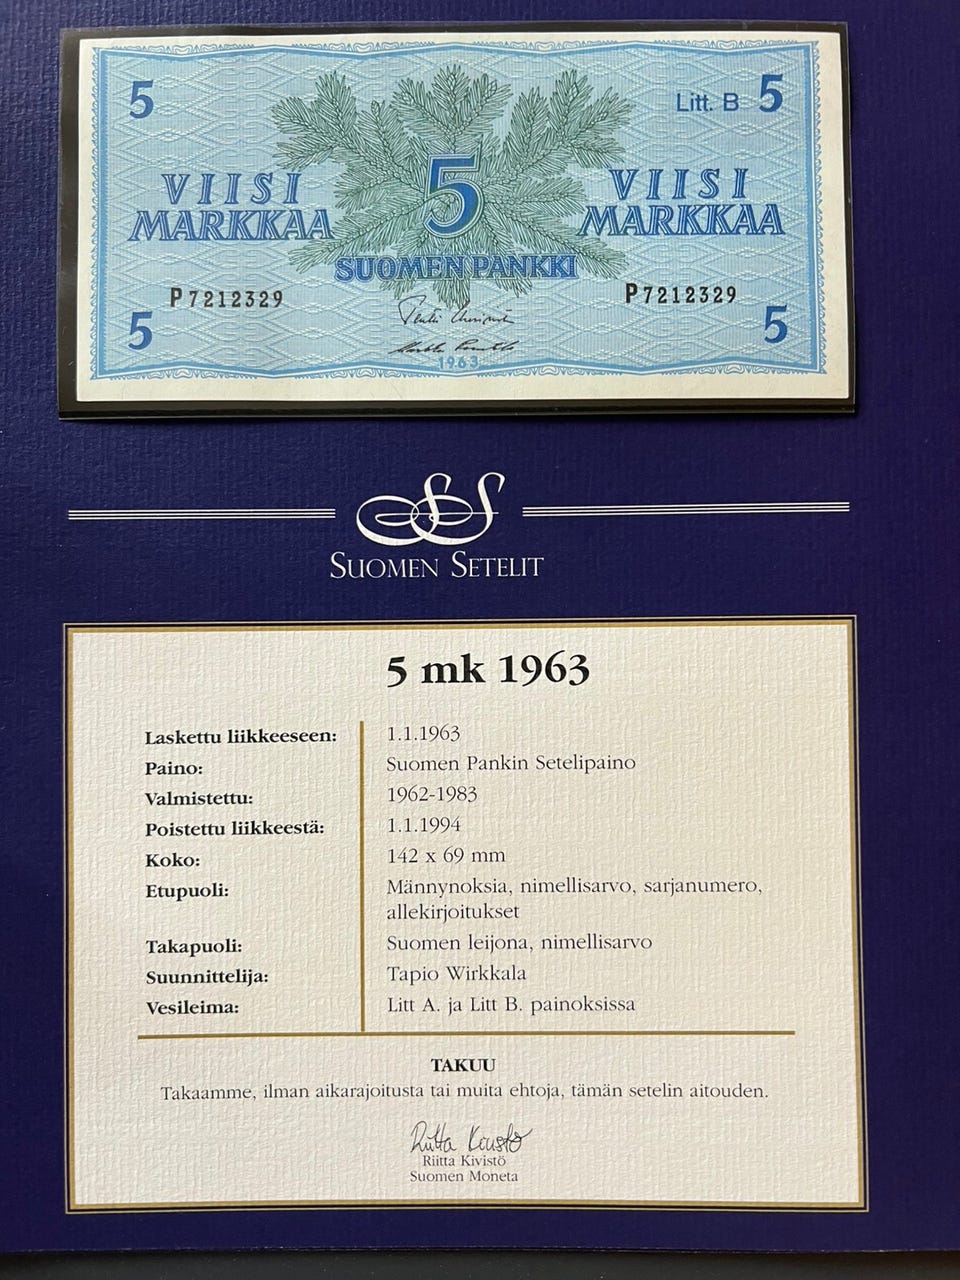 5
Litt. B 5
VIISI
MARKKAA
5
VIISI
MARKKAA
SUOMEN PANKKI
P7212329
P7212329
5
5
1963
SUOMEN SETELIT
5 mk 1963
Laskettu liikkeeseen: 1.1.1963
Paino: Suomen Pankin Setelipaino
Valmistettu: 1962-1983
Poistettu liikkeestä: 1.1.1994
Koko: 142 x 69 mm
Etupuoli: Männynoksia, nimellisarvo, sarjanumero,
allekirjoitukset
Takapuoli: Suomen leijona, nimellisarvo
Suunnittelija: Tapio Wirkkala
Vesileima: Litt A. ja Litt B. painoksissa
TAKUU
Takaamme, ilman aikarajoitusta tai muita ehtoja, tämän setelin aitouden.
Riitta Kivistö
Riitta Kivistö
Suomen Moneta